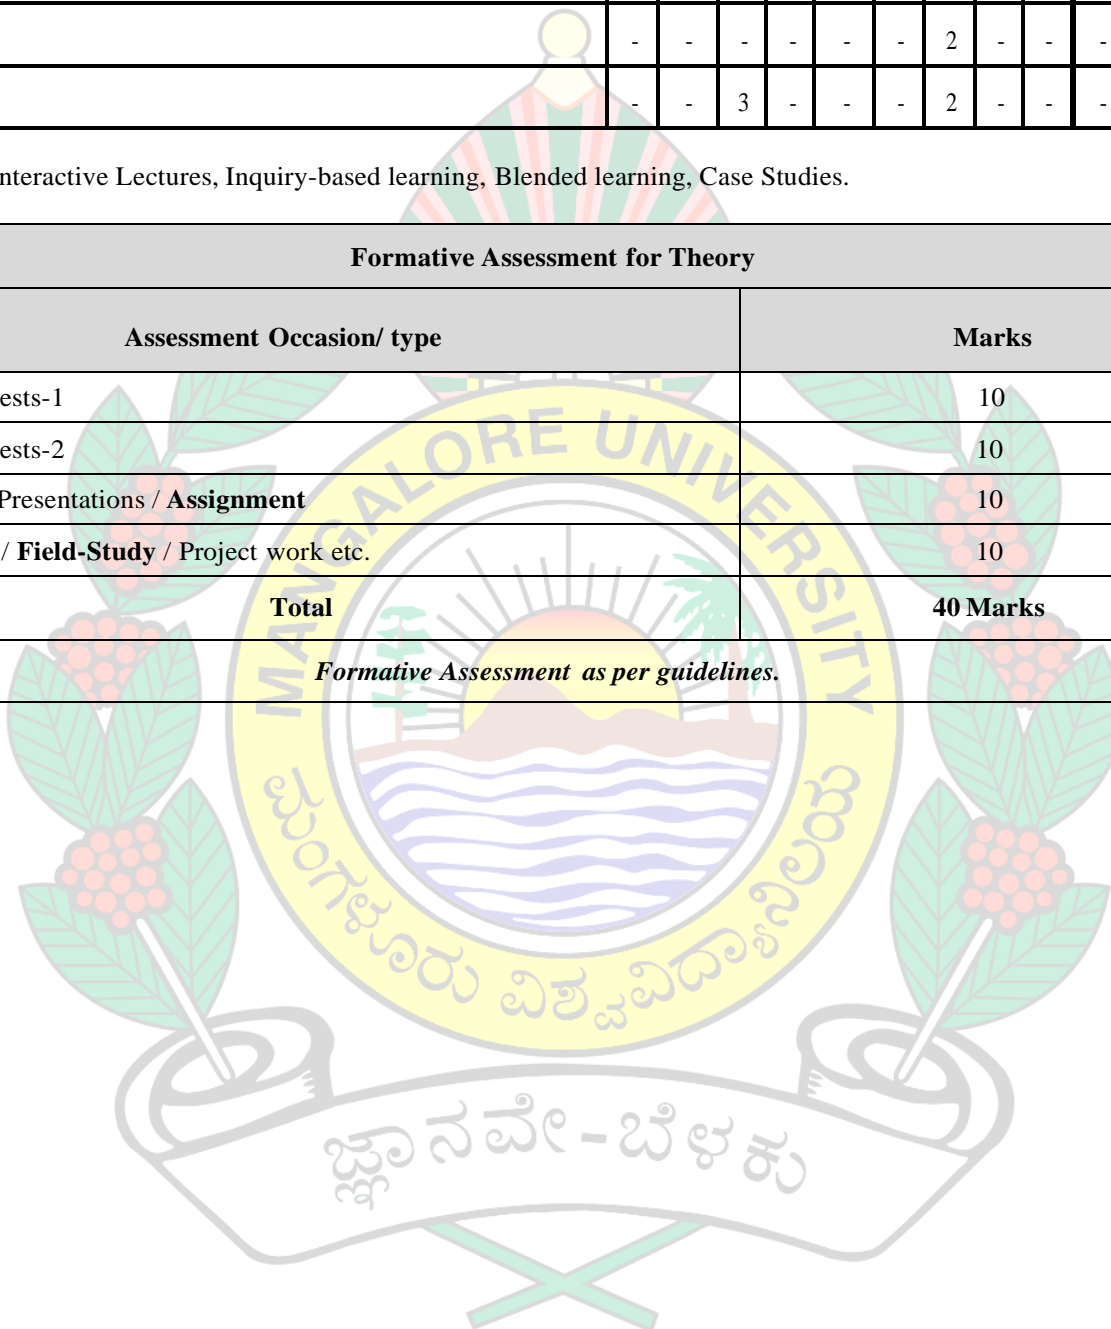 - - - - - - 2 - - -
- - 3 - - - 2 - - -
nteractive Lectures, Inquiry-based learning, Blended learning, Case Studies.
Formative Assessment for Theory
Assessment Occasion/ type Marks
ests-1 10
ests-2 10
Presentations / Assignment 10
/ Field-Study / Project work etc. 10
Total 40 Marks
Formative Assessment as per guidelines.
MANGALORE UNIVERSITY
ಮಂಗಳೂರು ವಿಶ್ವವಿದ್ಯಾನಿಲಯ
ಜ್ಞಾನವೇ-ಬೆಳಕು